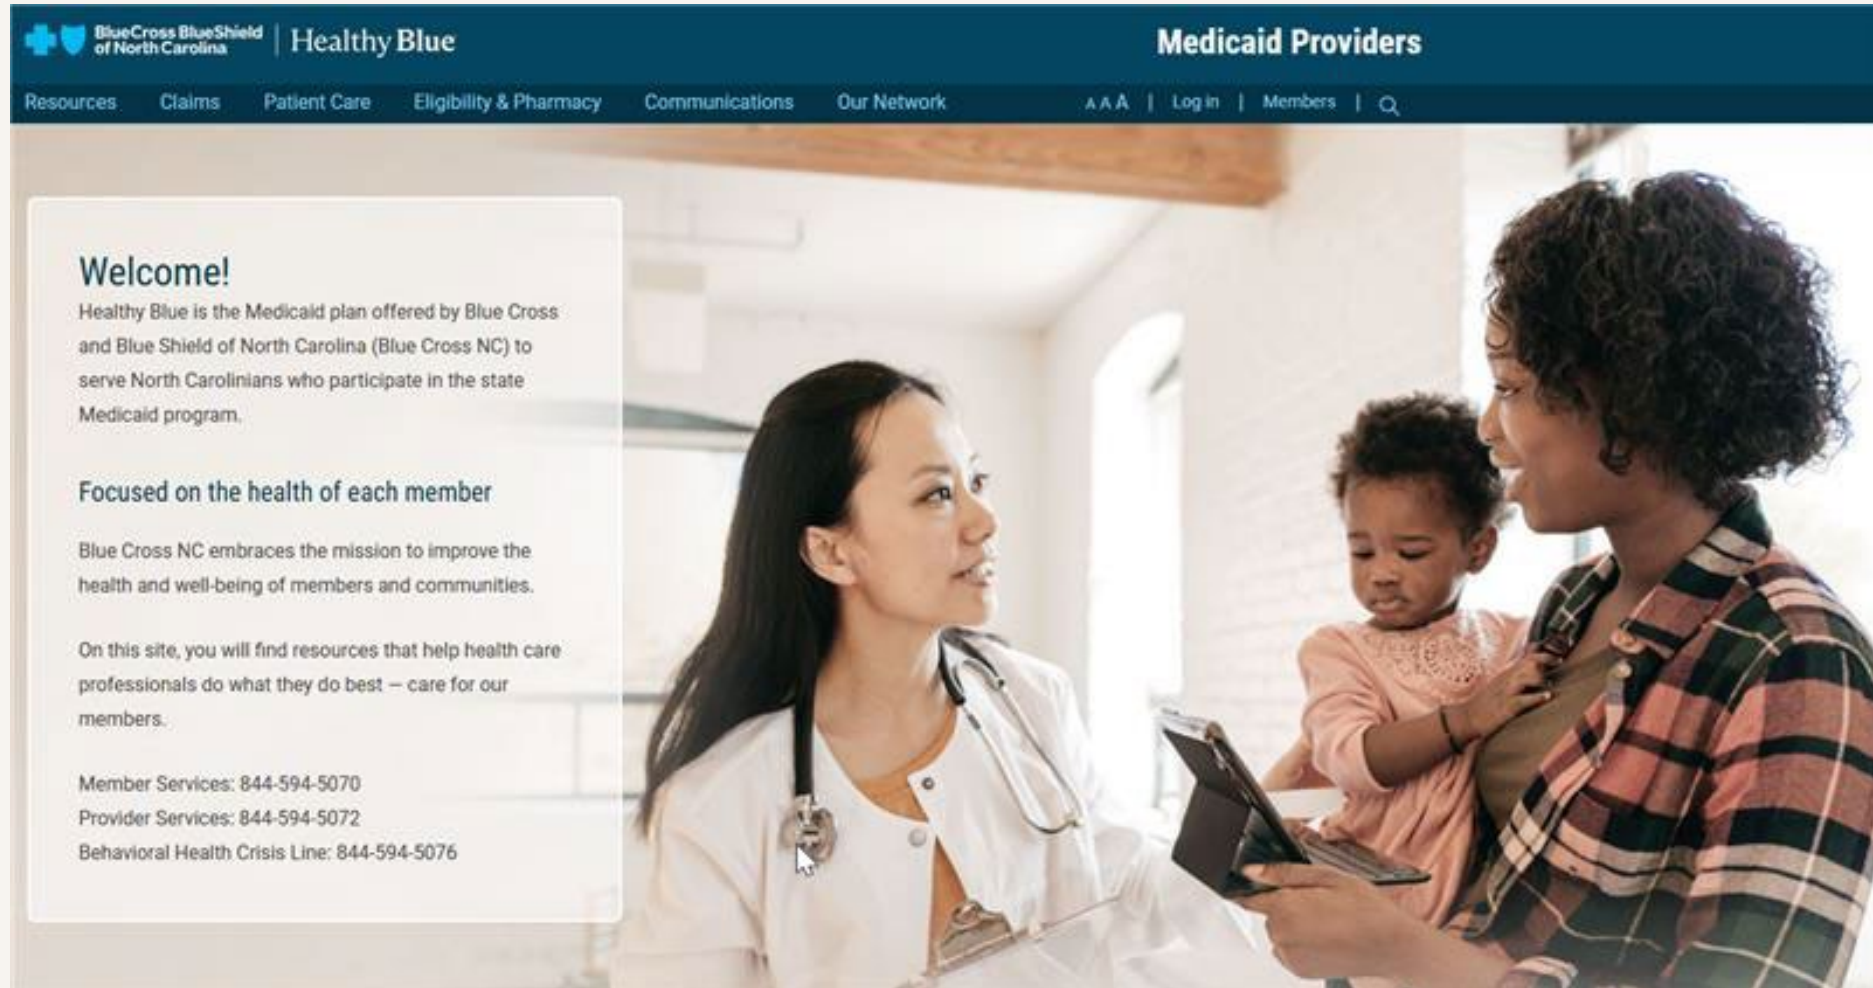 BlueCross BlueShield
of North Carolina
Healthy Blue
Medicaid Providers
Resources Claims Patient Care Eligibility & Pharmacy Communications Our Network A A A | Log in | Members |
Welcome!
Healthy Blue is the Medicaid plan offered by Blue Cross
and Blue Shield of North Carolina (Blue Cross NC) to
serve North Carolinians who participate in the state
Medicaid program.
Focused on the health of each member
Blue Cross NC embraces the mission to improve the
health and well-being of members and communities.
On this site, you will find resources that help health care
professionals do what they do best — care for our
members.
Member Services: 844-594-5070
Provider Services: 844-594-5072
Behavioral Health Crisis Line: 844-594-5076